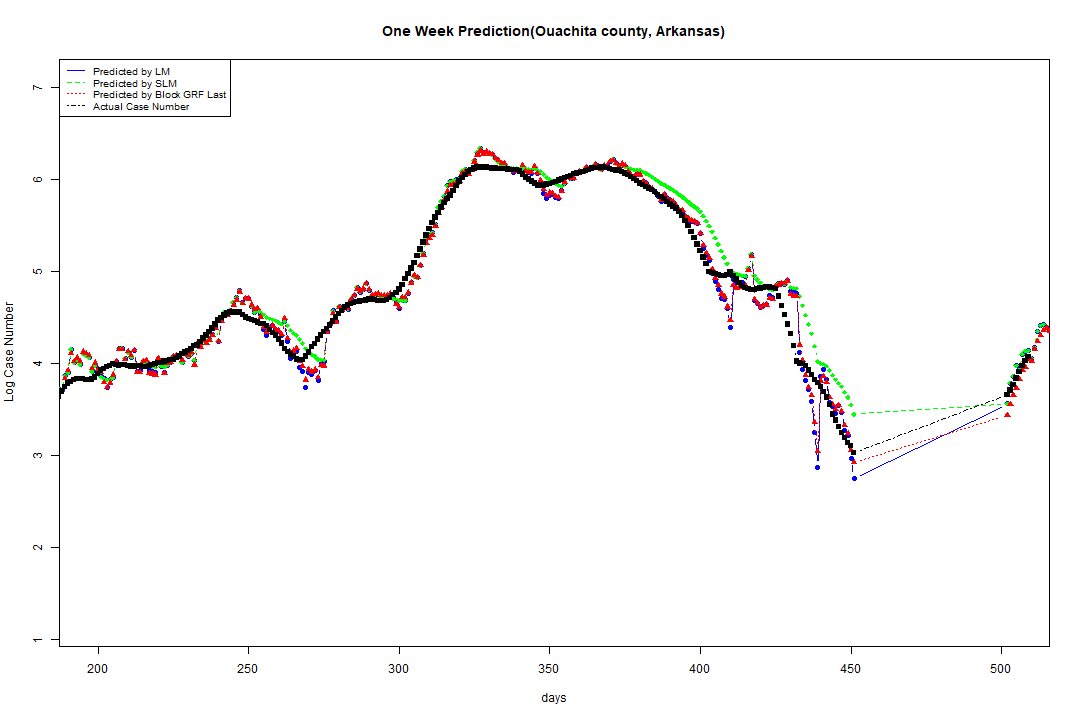 One Week Prediction(Ouachita county, Arkansas)
Predicted by LM
Predicted by SLM
Predicted by Block GRF Last
Actual Case Number
7
6
5
4
3
2
1
Log Case Number
200 250 300 350 400 450 500
days